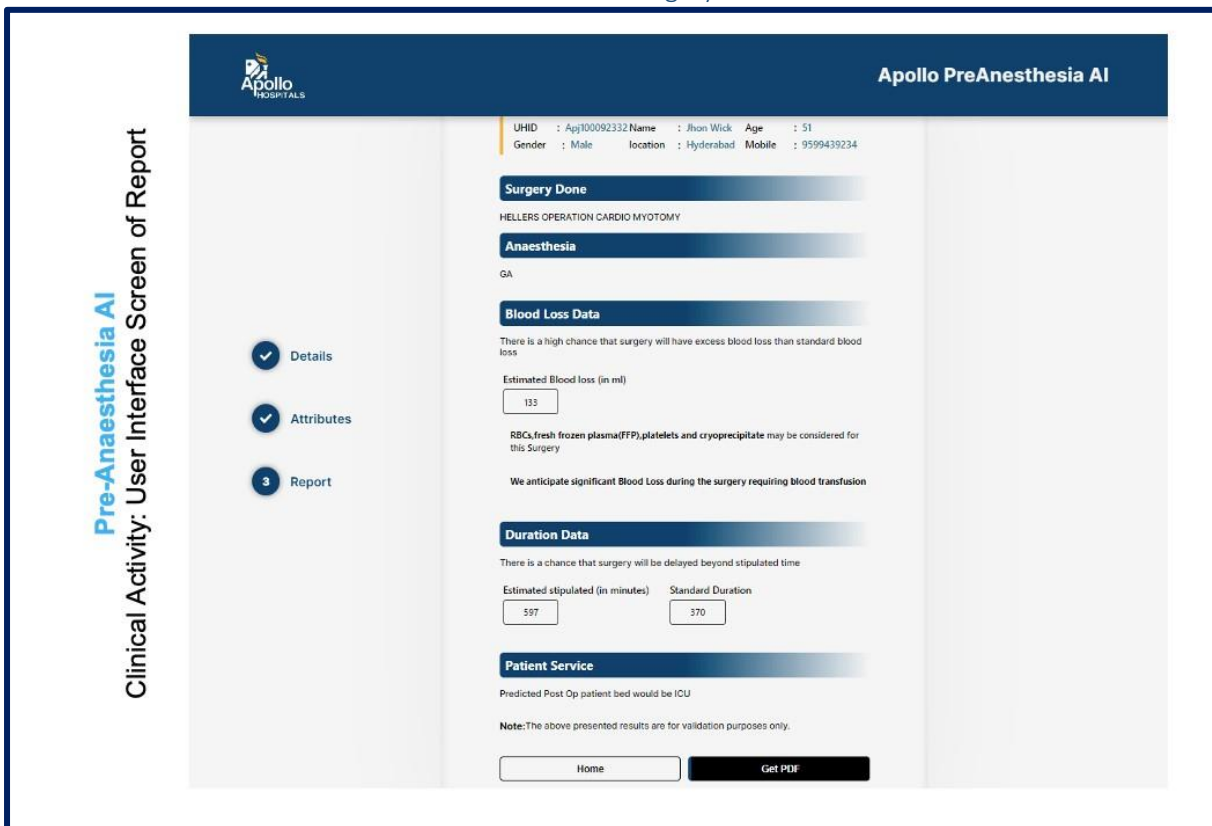 Pre-Anaesthesia AI
Clinical Activity: User Interface Screen of Report
Apollo
HOSPITALS
Apollo PreAnesthesia AI
UHID : Apj100092332 Name : Jhon Wick Age : 51
Gender : Male location : Hyderabad Mobile : 9599439234
Surgery Done
HELLERS OPERATION CARDIO MYOTOMY
Anaesthesia
GA
Blood Loss Data
There is a high chance that surgery will have excess blood loss than standard blood
loss
Estimated Blood loss (in ml)
133
RBCs,fresh frozen plasma(FFP),platelets and cryoprecipitate may be considered for
this Surgery
We anticipate significant Blood Loss during the surgery requiring blood transfusion
Details
Attributes
3 Report
Duration Data
There is a chance that surgery will be delayed beyond stipulated time
Estimated stipulated (in minutes) Standard Duration
597 370
Patient Service
Predicted Post Op patient bed would be ICU
Note:The above presented results are for validation purposes only.
Home Get PDF